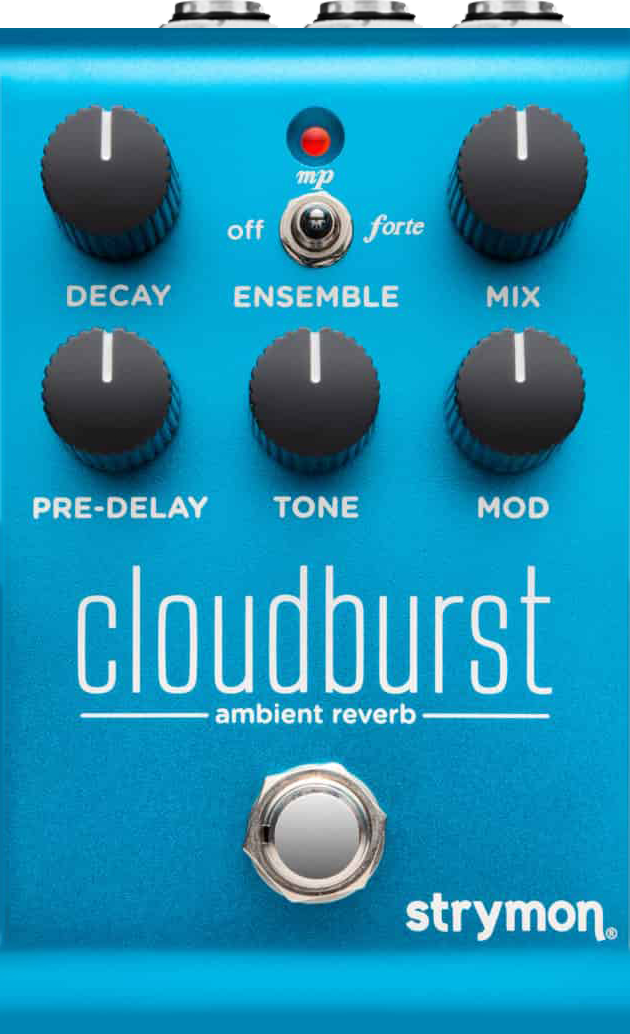 mp
off forte
DECAY ENSEMBLE MIX
PRE-DELAY TONE MOD
cloudburst
ambient reverb
strymon®